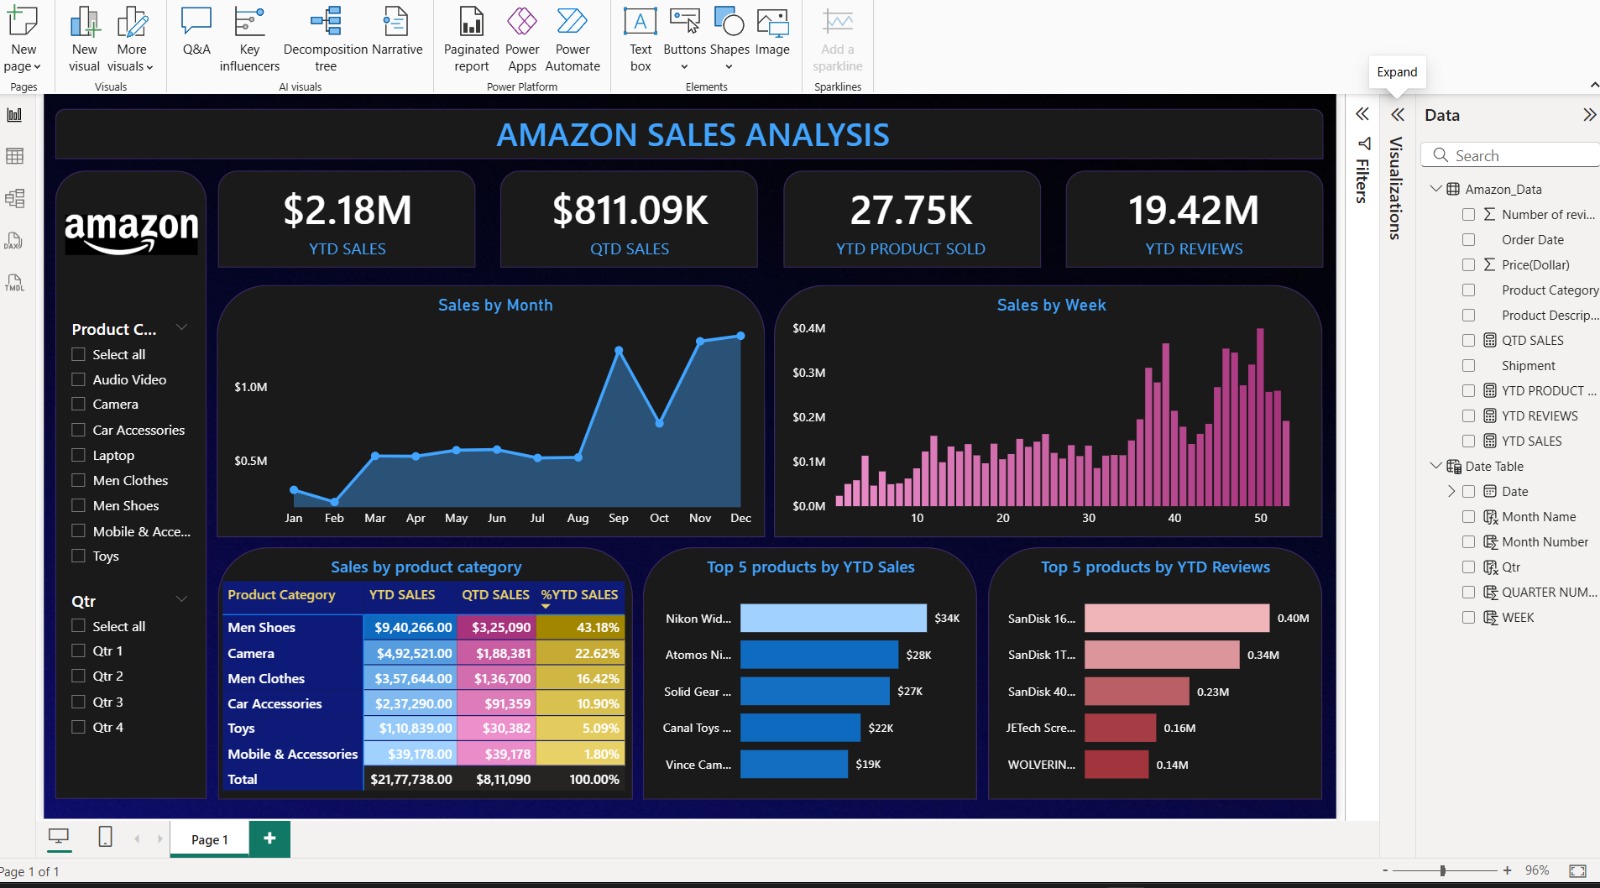 New page
New visual
More visuals
Q&A
Key influencers
Decomposition tree
Narrative
Paginated report
Power Apps
Power Automate
Text box
Buttons
Shapes
Image
Add a sparkline
Pages
Visuals
AI visuals
Power Platform
Elements
Sparklines
Expand
AMAZON SALES ANALYSIS
amazon
$2.18M
YTD SALES
$811.09K
QTD SALES
27.75K
YTD PRODUCT SOLD
19.42M
YTD REVIEWS
Product C...
Select all
Audio Video
Camera
Car Accessories
Laptop
Men Clothes
Men Shoes
Mobile & Acce...
Toys
Qtr
Select all
Qtr 1
Qtr 2
Qtr 3
Qtr 4
Sales by Month
$1.0M
$0.5M
Jan Feb Mar Apr May Jun Jul Aug Sep Oct Nov Dec
Sales by Week
$0.4M
$0.3M
$0.2M
$0.1M
$0.0M
10 20 30 40 50
Sales by product category
Product Category YTD SALES QTD SALES %YTD SALES
Men Shoes $9,40,266.00 $3,25,090 43.18%
Camera $4,92,521.00 $1,88,381 22.62%
Men Clothes $3,57,644.00 $1,36,700 16.42%
Car Accessories $2,37,290.00 $91,359 10.90%
Toys $1,10,839.00 $30,382 5.09%
Mobile & Accessories $39,178.00 $39,178 1.80%
Total $21,77,738.00 $8,11,090 100.00%
Top 5 products by YTD Sales
Nikon Wid... $34K
Atomos Ni... $28K
Solid Gear ... $27K
Canal Toys ... $22K
Vince Cam... $19K
Top 5 products by YTD Reviews
SanDisk 16... 0.40M
SanDisk 1T... 0.34M
SanDisk 40... 0.23M
JETech Scre... 0.16M
WOLVERIN... 0.14M
Filters
Visualizations
Data
Search
Amazon_Data
Number of revi...
Order Date
Price(Dollar)
Product Category
Product Descrip...
QTD SALES
Shipment
YTD PRODUCT ...
YTD REVIEWS
YTD SALES
Date Table
Date
Month Name
Month Number
Qtr
QUARTER NUM...
WEEK
DAX
TMDL
Page 1
Page 1 of 1
96%